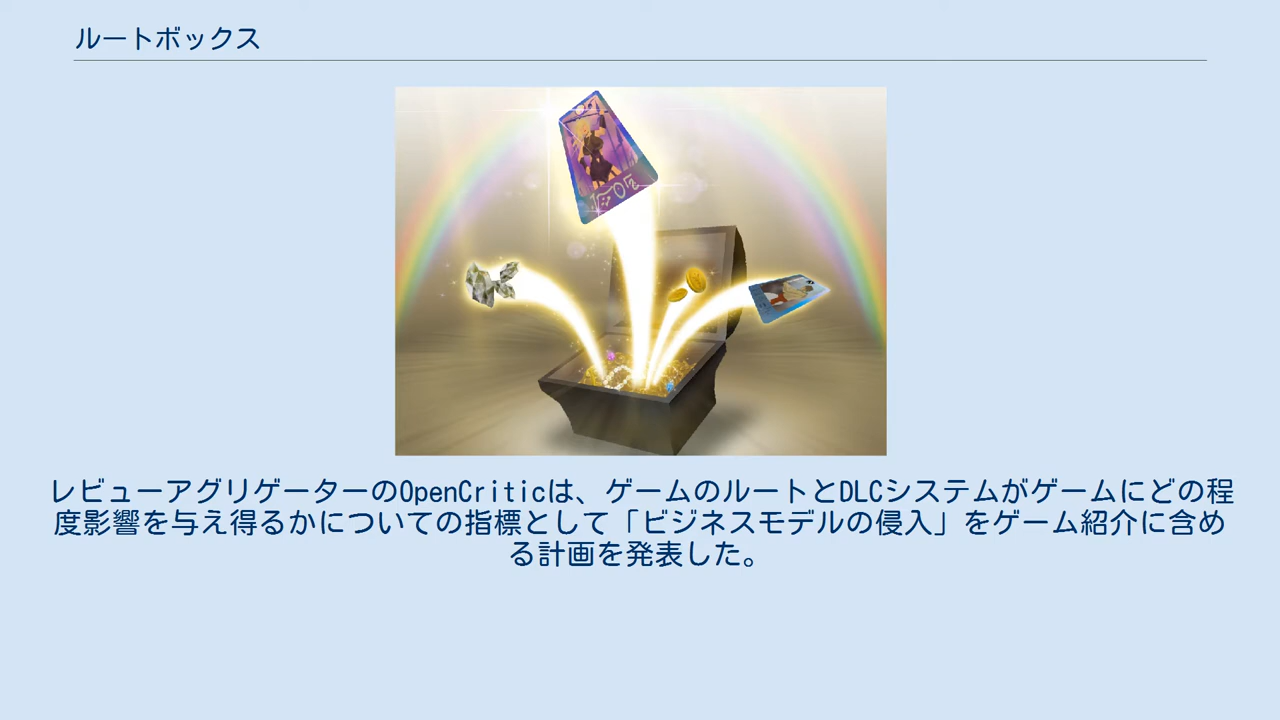 ルートボックス
レビューアグリゲーターのOpenCriticは、ゲームのルートとDLCシステムがゲームにどの程
度影響を与え得るかについての指標として「ビジネスモデルの侵入」をゲーム紹介に含め
る計画を発表した。